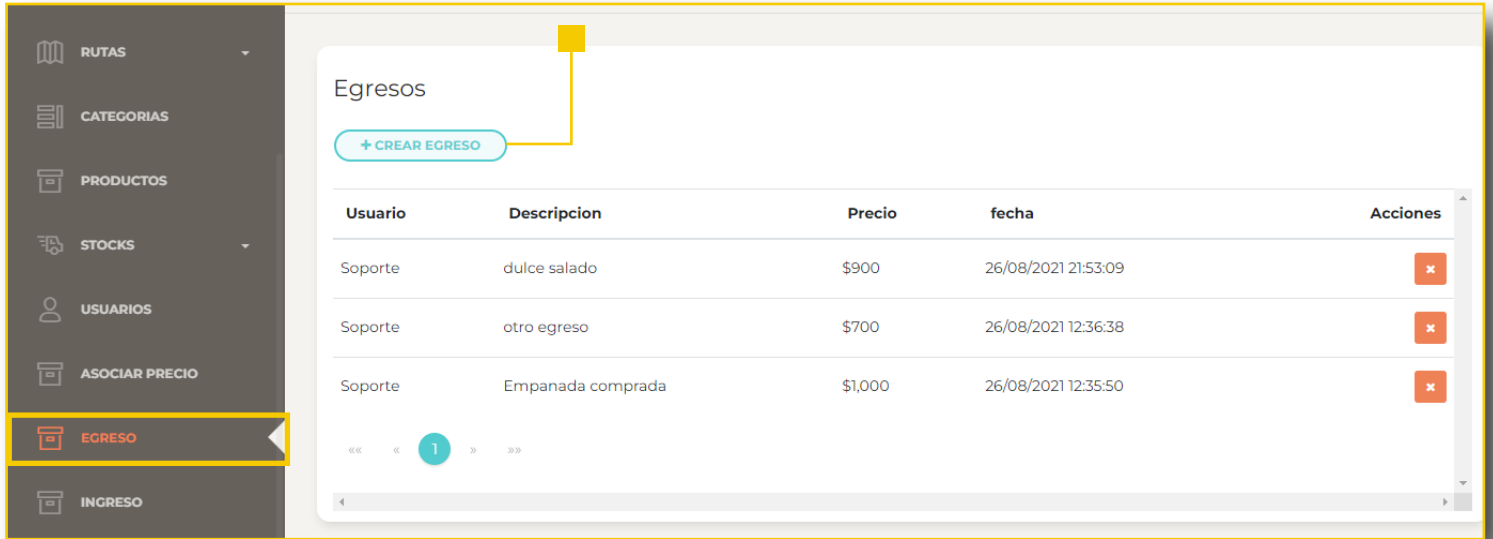 RUTAS
CATEGORIAS
PRODUCTOS
STOCKS
USUARIOS
ASOCIAR PRECIO
EGRESO
INGRESO
Egresos
+ CREAR EGRESO
Usuario Descripcion Precio fecha Acciones
Soporte dulce salado $900 26/08/2021 21:53:09
Soporte otro egreso $700 26/08/2021 12:36:38
Soporte Empanada comprada $1,000 26/08/2021 12:35:50
«« « 1 » »»